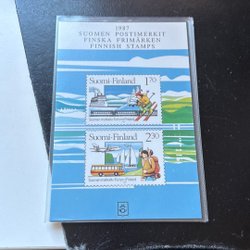 1987
SUOMEN POSTIMERKIT
FINSKA FRIMÄRKEN
FINNISH STAMPS
Suomi-Finland
1,70
Suomi-Finland
2,30